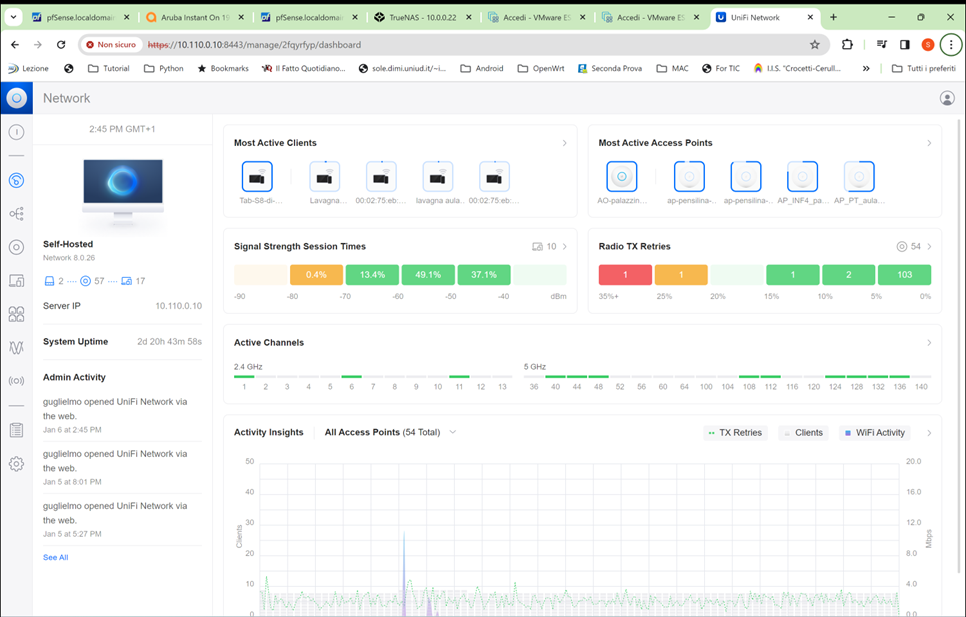 pfSense.localdomai
Aruba Instant On 19
pfSense.localdomai
TrueNAS - 10.0.0.22
Accedi - VMware ES
Accedi - VMware ES
UniFi Network
Non sicuro
https://10.110.0.10:8443/manage/2fqyrfyp/dashboard
S
Lezione
Tutorial
Python
Bookmarks
Il Fatto Quotidiano...
sole.dimi.uniud.it/~i...
Android
OpenWrt
Seconda Prova
MAC
For TIC
I.I.S. "Crocetti-Cerull...
»
Tutti i preferiti
Network
2:45 PM GMT+1
Self-Hosted
Network 8.0.26
2 57 17
Server IP 10.110.0.10
System Uptime 2d 20h 43m 58s
Admin Activity
guglielmo opened UniFi Network via
the web.
Jan 6 at 2:45 PM
guglielmo opened UniFi Network via
the web.
Jan 5 at 8:01 PM
guglielmo opened UniFi Network via
the web.
Jan 5 at 5:27 PM
See All
Most Active Clients
Tab-S8-di-... Lavagna... 00:02:75:eb:... lavagna aula... 00:02:75:eb:...
Most Active Access Points
AO-palazzin... ap-pensilina-... ap-pensilina-... AP_INF4_pa... AP_PT_aula...
Signal Strength Session Times 10
0.4% 13.4% 49.1% 37.1%
-90 -80 -70 -60 -50 -40 dBm
Radio TX Retries 54
1 1 1 2 103
35%+ 25% 20% 15% 10% 5% 0%
Active Channels
2.4 GHz
1 2 3 4 5 6 7 8 9 10 11 12 13
5 GHz
36 40 44 48 52 56 60 64 100 104 108 112 116 120 124 128 132 136 140
Activity Insights All Access Points (54 Total)
TX Retries Clients WiFi Activity
50 20.0
40 16.0
30 12.0
20 8.0
10 4.0
0 0.0
Clients
Mbps